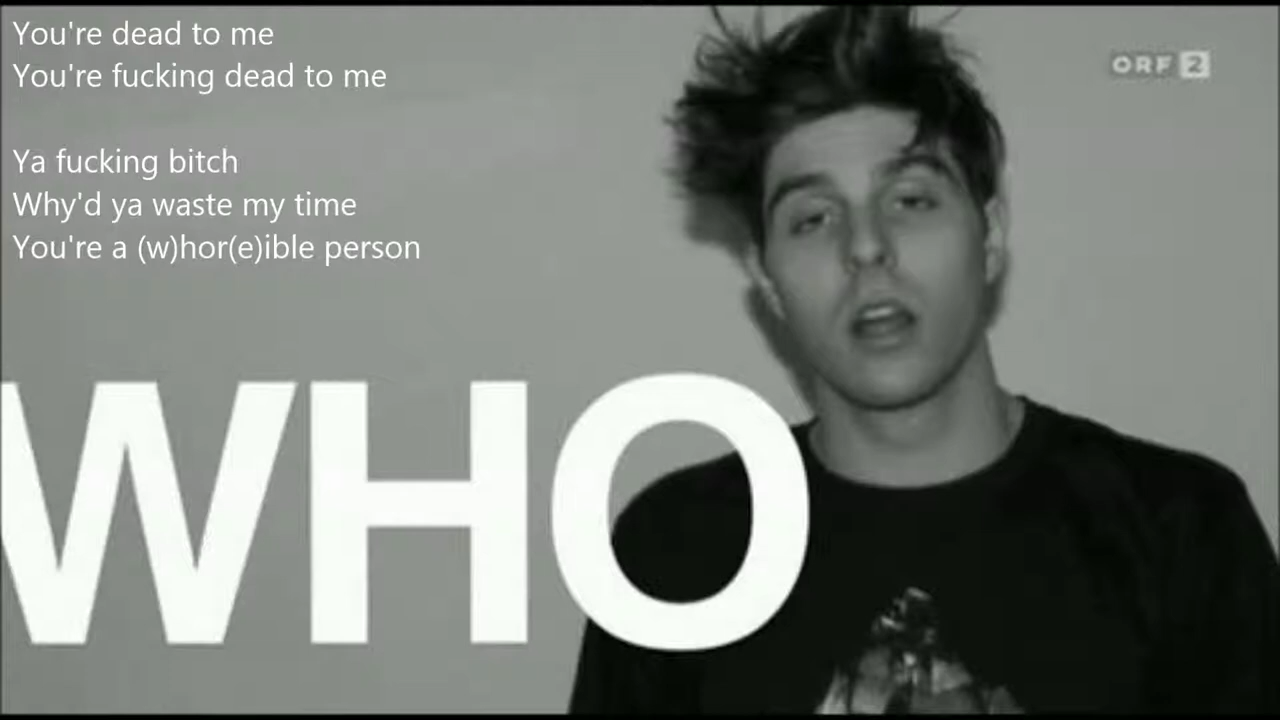 You're dead to me
You're fucking dead to me
Ya fucking bitch
Why'd ya waste my time
You're a (w)hor(e)ible person
ORF 2
WHO